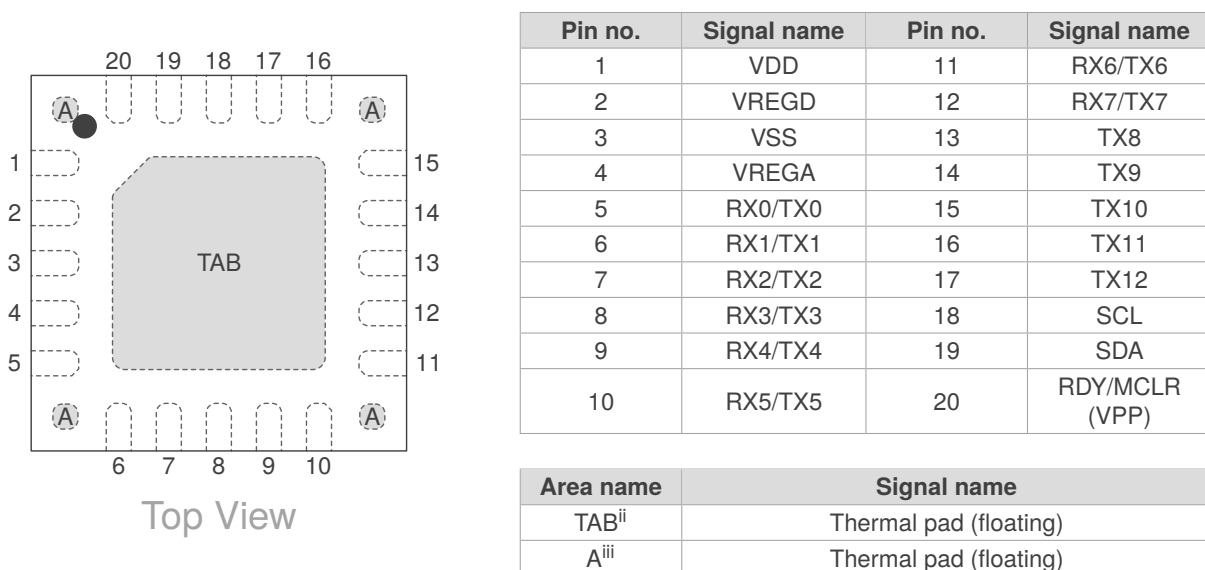 20 19 18 17 16
A A
1 15
2 14
3 TAB 13
4 12
5 11
A A
6 7 8 9 10
Top View
Pin no. Signal name Pin no. Signal name
1 VDD 11 RX6/TX6
2 VREGD 12 RX7/TX7
3 VSS 13 TX8
4 VREGA 14 TX9
5 RX0/TX0 15 TX10
6 RX1/TX1 16 TX11
7 RX2/TX2 17 TX12
8 RX3/TX3 18 SCL
9 RX4/TX4 19 SDA
10 RX5/TX5 20 RDY/MCLR
(VPP)
Area name Signal name
TABii Thermal pad (floating)
Aiii Thermal pad (floating)